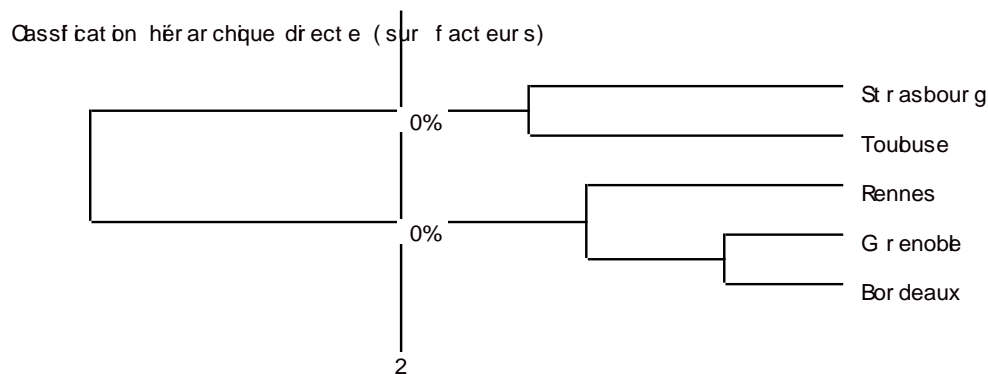 Classification hiérarchique directe (sur facteurs)
Strasbourg
0%
Toulouse
Rennes
0%
Grenoble
Bordeaux
2